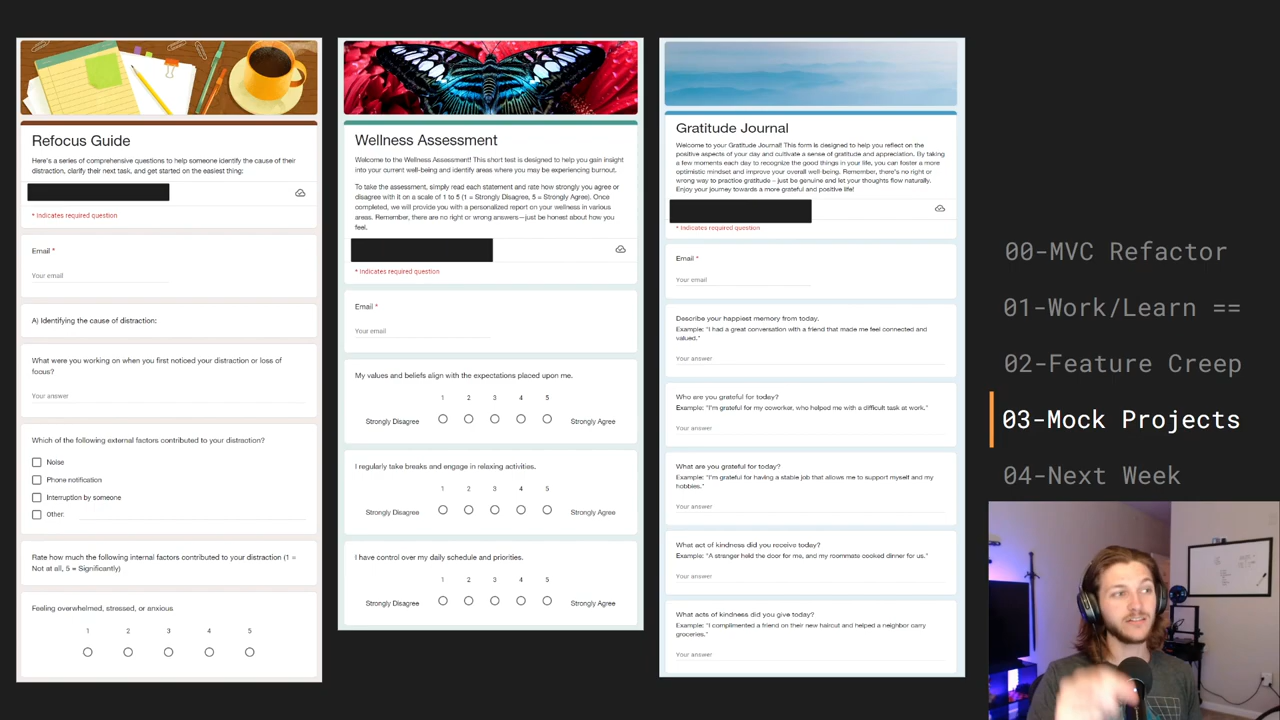 Refocus Guide
Here's a series of comprehensive questions to help someone identify the cause of their
distraction, clarify their next task, and get started on the easiest thing:
* Indicates required question
Email *
Your email
A) Identifying the cause of distraction:
What were you working on when you first noticed your distraction or loss of
focus?
Your answer
Which of the following external factors contributed to your distraction?
Noise
Phone notification
Interruption by someone
Other:
Rate how much the following internal factors contributed to your distraction (1 =
Not at all, 5 = Significantly)
Feeling overwhelmed, stressed, or anxious
1 2 3 4 5
Wellness Assessment
Welcome to the Wellness Assessment! This short test is designed to help you gain insight
into your current well-being and identify areas where you may be experiencing burnout.
To take the assessment, simply read each statement and rate how strongly you agree or
disagree with it on a scale of 1 to 5 (1 = Strongly Disagree, 5 = Strongly Agree). Once
completed, we will provide you with a personalized report on your wellness in various
areas. Remember, there are no right or wrong answers—just be honest about how you
feel.
* Indicates required question
Email *
Your email
My values and beliefs align with the expectations placed upon me.
1 2 3 4 5
Strongly Disagree Strongly Agree
I regularly take breaks and engage in relaxing activities.
1 2 3 4 5
Strongly Disagree Strongly Agree
I have control over my daily schedule and priorities.
1 2 3 4 5
Strongly Disagree Strongly Agree
Gratitude Journal
Welcome to your Gratitude Journal! This form is designed to help you reflect on the
positive aspects of your day and cultivate a sense of gratitude and appreciation. By taking
a few moments each day to recognize the good things in your life, you can foster a more
optimistic mindset and improve your overall well-being. Remember, there's no right or
wrong way to practice gratitude – just be genuine and let your thoughts flow naturally.
Enjoy your journey towards a more grateful and positive life!
* Indicates required question
Email *
Your email
Describe your happiest memory from today.
Example: "I had a great conversation with a friend that made me feel connected and
valued."
Your answer
Who are you grateful for today?
Example: "I'm grateful for my coworker, who helped me with a difficult task at work."
Your answer
What are you grateful for today?
Example: "I'm grateful for having a stable job that allows me to support myself and my
hobbies."
Your answer
What act of kindness did you receive today?
Example: "A stranger held the door for me, and my roommate cooked dinner for us."
Your answer
What acts of kindness did you give today?
Example: "I complimented a friend on their new haircut and helped a neighbor carry
groceries."
Your answer
00-MVC Refactor
01-Work/Learn ==
02-Feature Creep
03-Mock Projects
04-Next Week